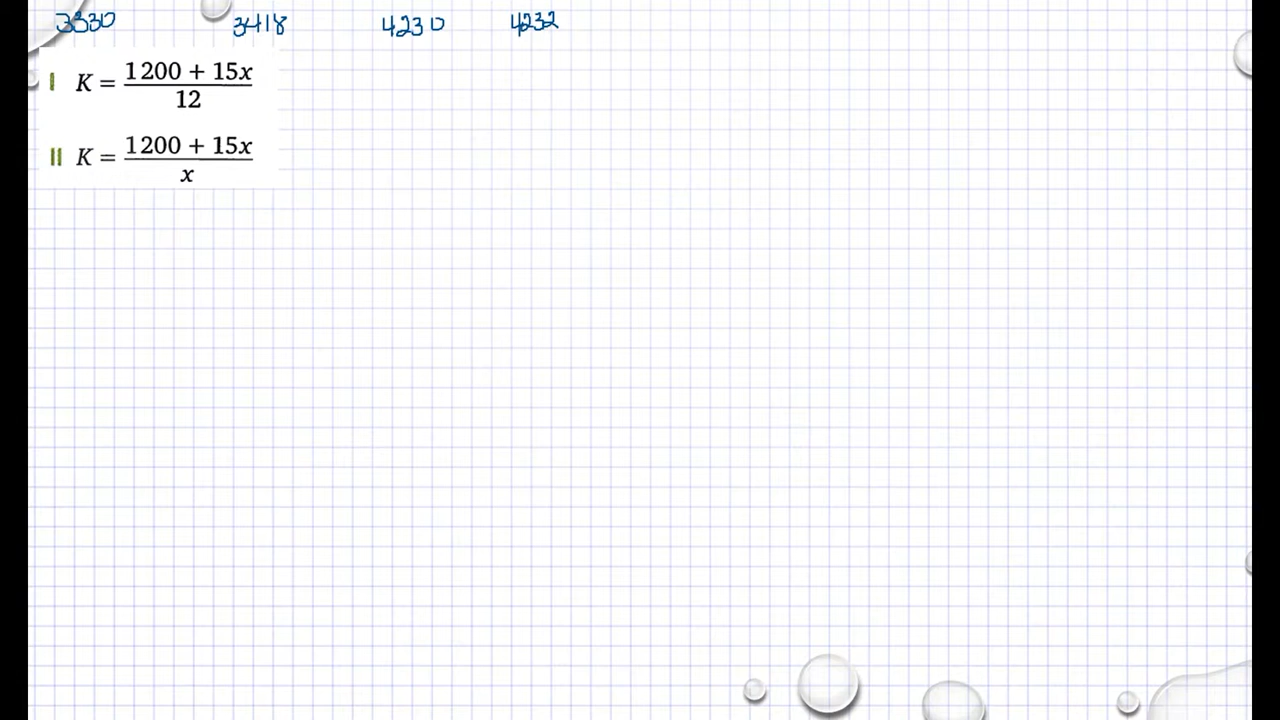 3330 3418 4230 4232
I K = (1200 + 15x)/12
II K = (1200 + 15x)/x